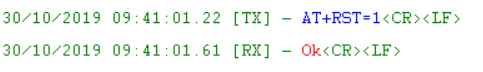 30/10/2019 09:41:01.22 [TX] - AT+RST=1<CR><LF>
30/10/2019 09:41:01.61 [RX] - Ok<CR><LF>